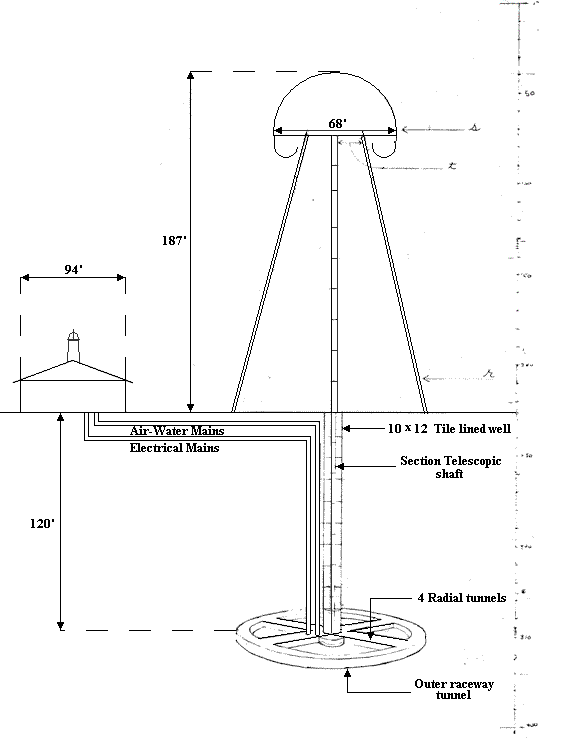 68'
s
t
187'
94'
r
10 x 12 Tile lined well
Air-Water Mains
Electrical Mains
Section Telescopic
shaft
120'
4 Radial tunnels
Outer raceway
tunnel